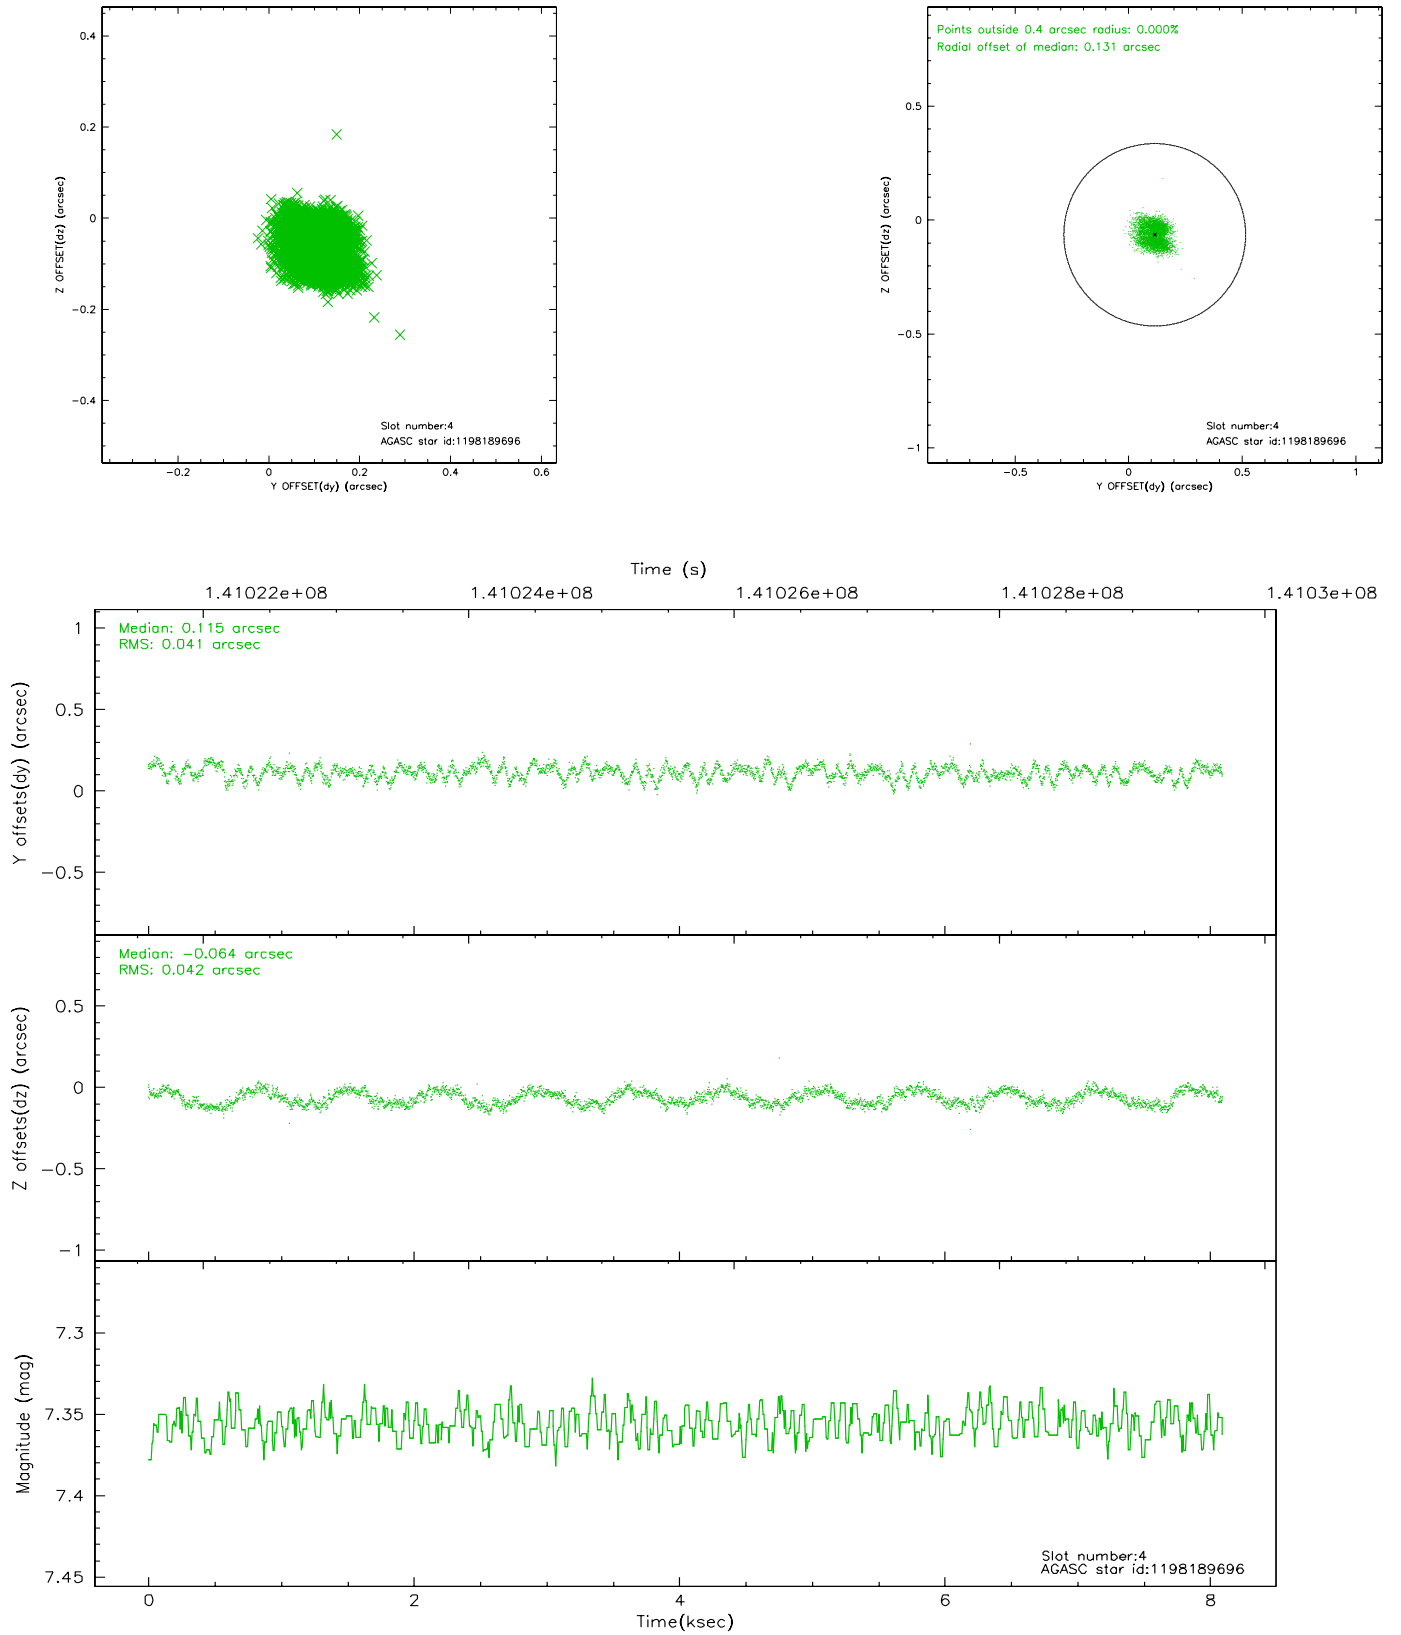 0.4
0.2
0
-0.2
-0.4
Z OFFSET(dz) (arcsec)
Slot number:4
AGASC star id:1198189696
-0.2 0 0.2 0.4 0.6
Y OFFSET(dy) (arcsec)
Points outside 0.4 arcsec radius: 0.000%
Radial offset of median: 0.131 arcsec
0.5
0
-0.5
-1
Z OFFSET(dz) (arcsec)
Slot number:4
AGASC star id:1198189696
-0.5 0 0.5 1
Y OFFSET(dy) (arcsec)
Time (s)
1.41022e+08 1.41024e+08 1.41026e+08 1.41028e+08 1.4103e+08
Median: 0.115 arcsec
RMS: 0.041 arcsec
1
0.5
0
-0.5
Y offsets(dy) (arcsec)
Median: -0.064 arcsec
RMS: 0.042 arcsec
0.5
0
-0.5
-1
Z offsets(dz) (arcsec)
7.3
7.35
7.4
7.45
Magnitude (mag)
Slot number:4
AGASC star id:1198189696
0 2 4 6 8
Time(ksec)